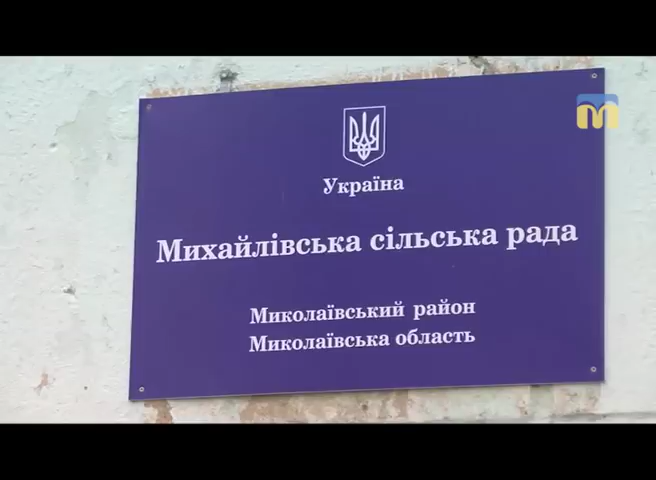 Україна
Михайлівська сільська рада
Миколаївський район
Миколаївська область